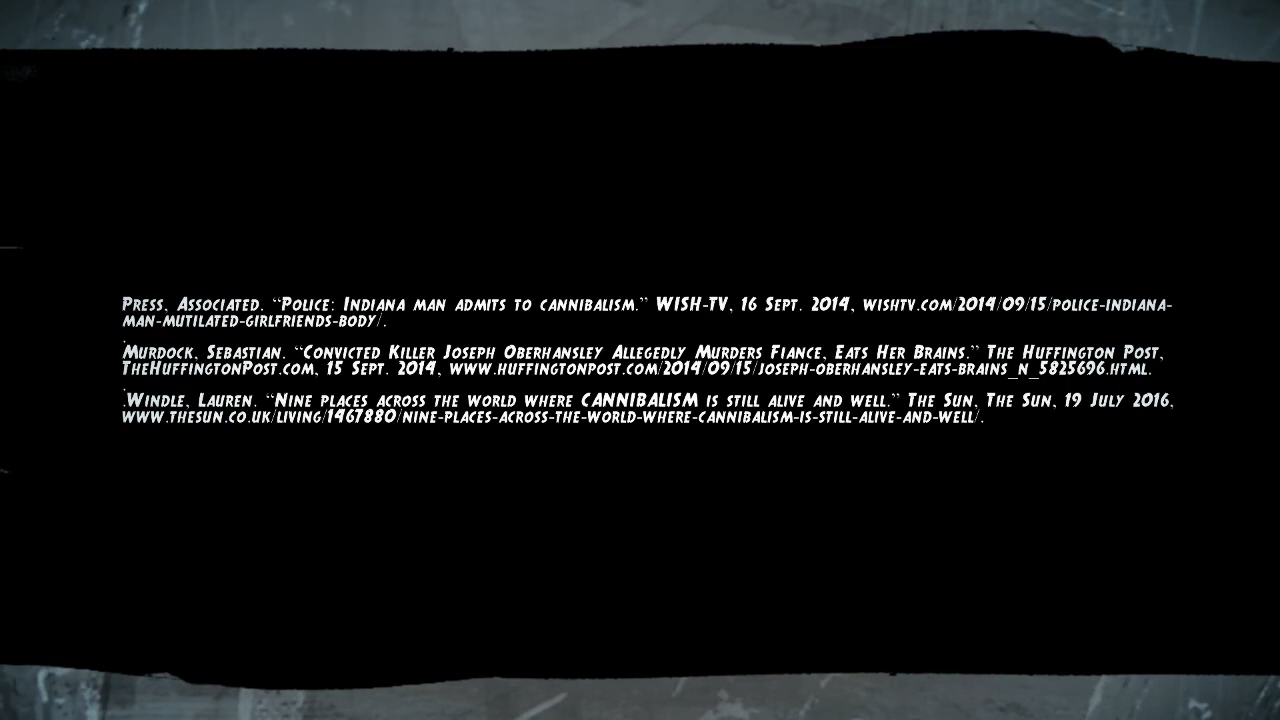 Press, Associated. “Police: Indiana man admits to cannibalism.” WISH-TV, 16 Sept. 2014, wishtv.com/2014/09/15/police-indiana-
man-mutilated-girlfriends-body/.
.
Murdock, Sebastian. “Convicted Killer Joseph Oberhansley Allegedly Murders Fiance, Eats Her Brains.” The Huffington Post,
TheHuffingtonPost.com, 15 Sept. 2014, www.huffingtonpost.com/2014/09/15/joseph-oberhansley-eats-brains_n_5825696.html.
.
.Windle, Lauren. “Nine places across the world where CANNIBALISM is still alive and well.” The Sun, The Sun, 19 July 2016,
www.thesun.co.uk/living/1467880/nine-places-across-the-world-where-cannibalism-is-still-alive-and-well/.